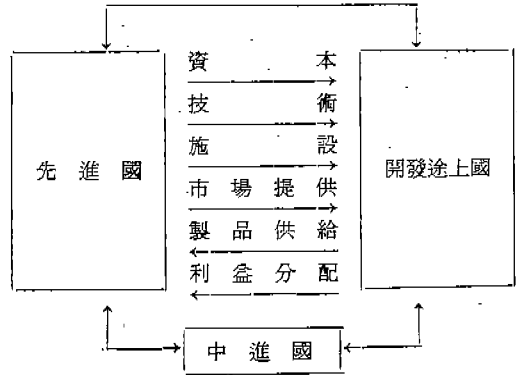 資本
技術
施設
先進國
開發途上國
市場提供
製品供給
利益分配
中進國